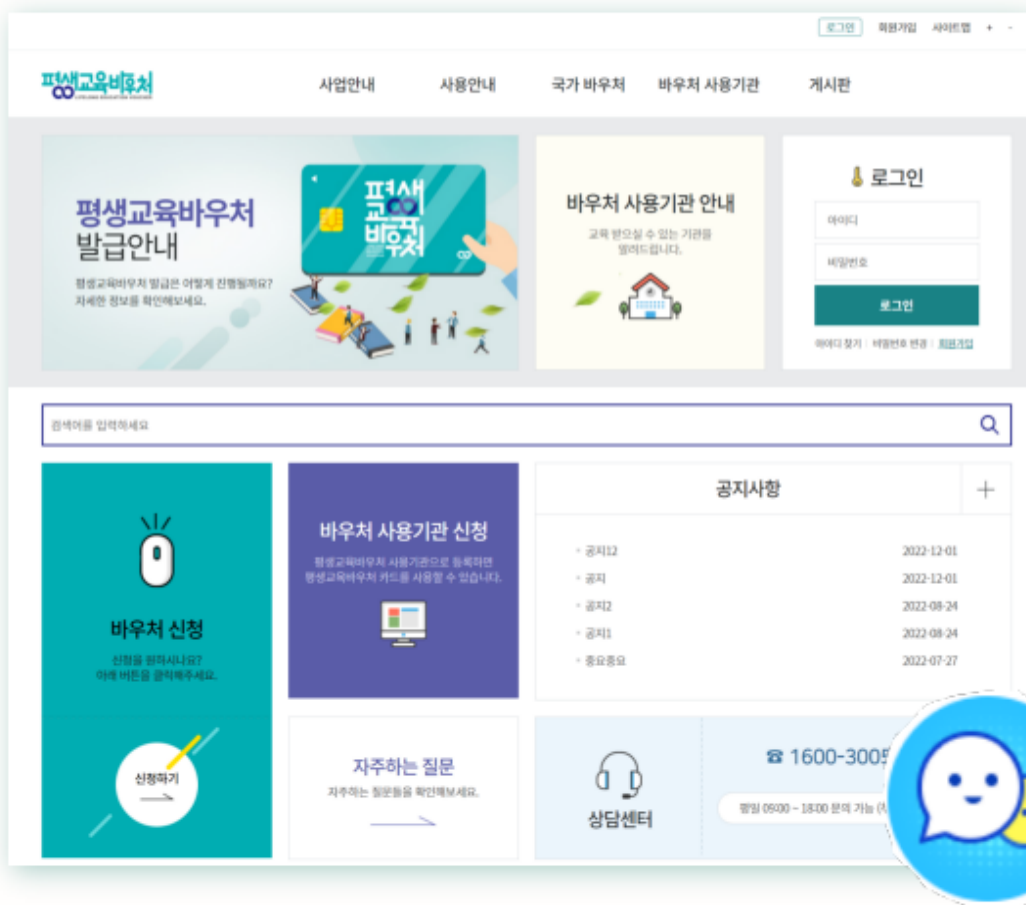 로그인 회원가입 사이트맵 + -
평생교육바우처
LIFELONG EDUCATION VOUCHER
사업안내 사용안내 국가 바우처 바우처 사용기관 게시판
평생교육바우처
발급안내
평생교육바우처 발급은 어떻게 진행될까요?
자세한 정보를 확인해보세요.
평생
교육
바우처
바우처 사용기관 안내
교육 받으실 수 있는 기관을
알려드립니다.
로그인
아이디
비밀번호
로그인
아이디 찾기 | 비밀번호 변경 | 회원가입
검색어를 입력하세요
바우처 신청
신청을 원하시나요?
아래 버튼을 클릭해주세요.
신청하기
바우처 사용기관 신청
평생교육바우처 사용기관으로 등록하면
평생교육바우처 카드를 사용할 수 있습니다.
자주하는 질문
자주하는 질문들을 확인해보세요.
공지사항 +
공지12 2022-12-01
공지 2022-12-01
공지2 2022-08-24
공지1 2022-08-24
중요중요 2022-07-27
상담센터
☎ 1600-3005
평일 09:00 ~ 18:00 문의 가능